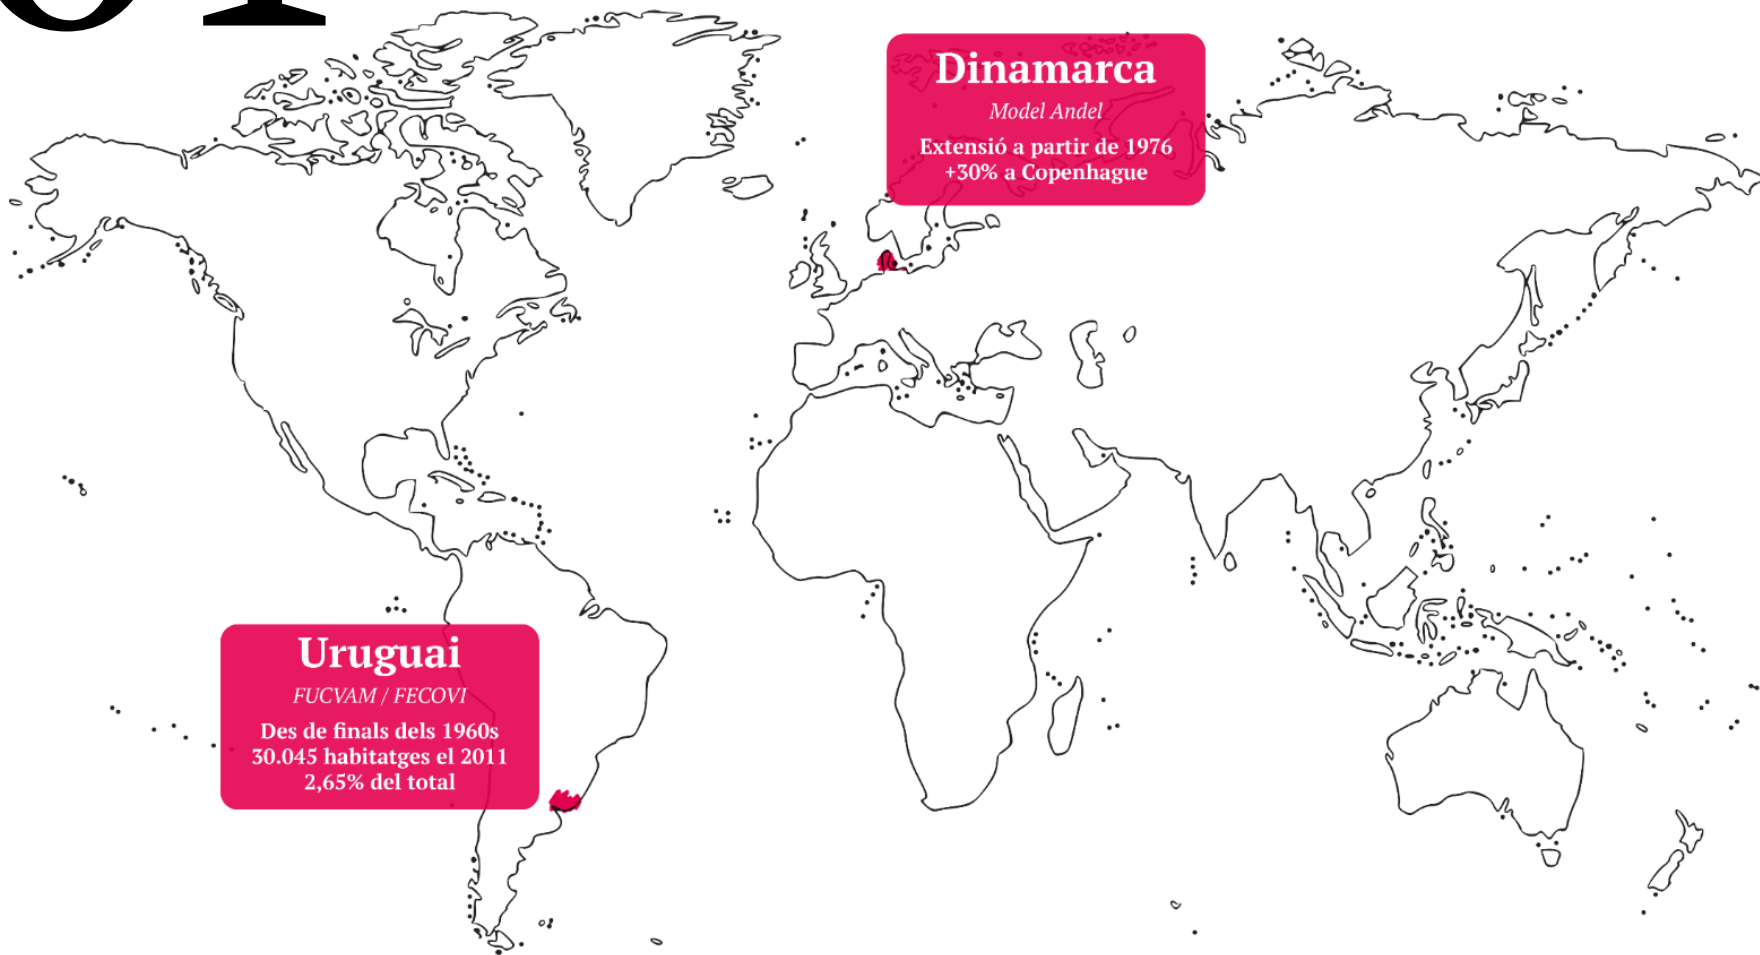 Dinamarca
Model Andel
Extensió a partir de 1976
+30% a Copenhague
Uruguai
FUCVAM / FECOVI
Des de finals dels 1960s
30.045 habitatges el 2011
2,65% del total